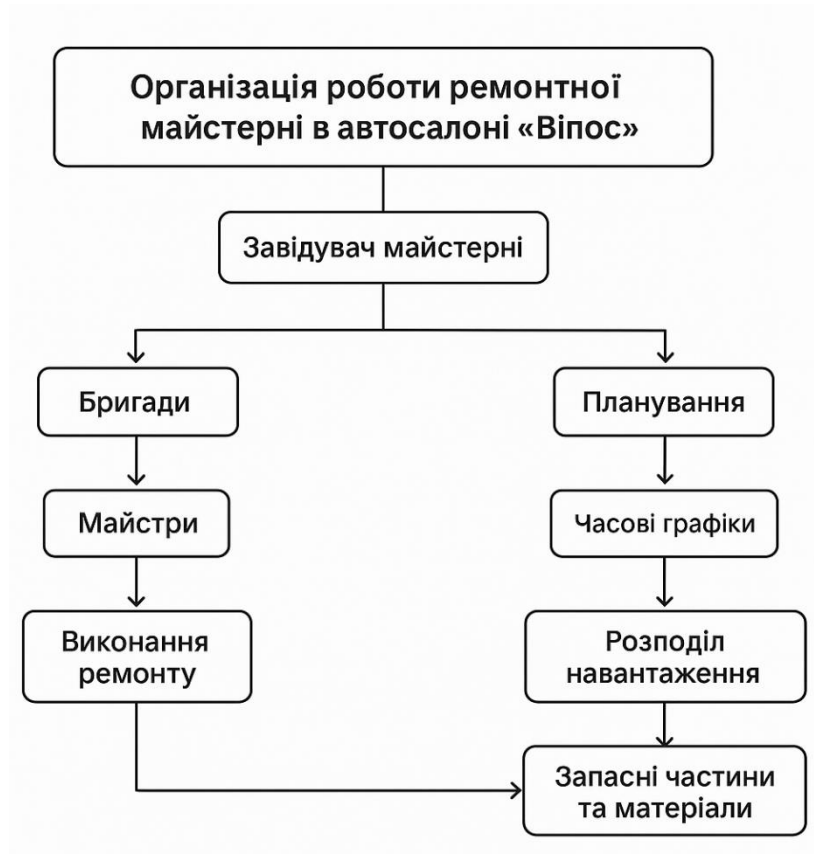 Організація роботи ремонтної
майстерні в автосалоні «Віпос»
Завідувач майстерні
Бригади
Планування
Майстри
Часові графіки
Виконання
ремонту
Розподіл
навантаження
Запасні частини
та матеріали